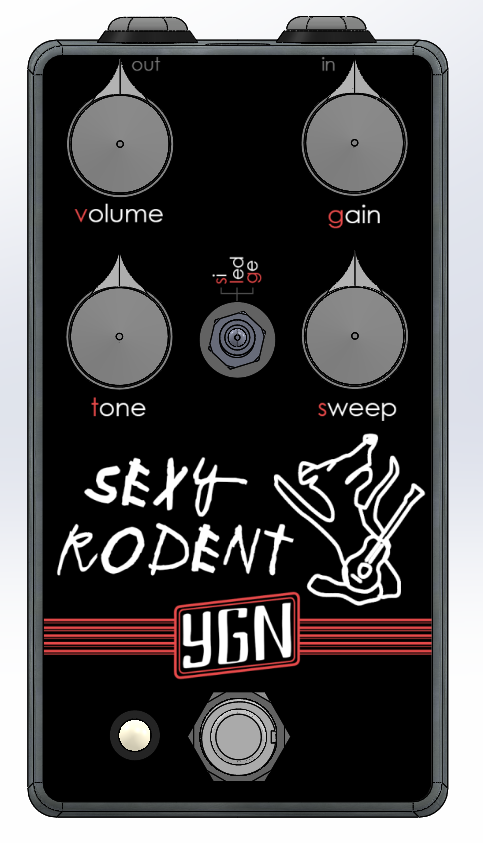 out in
volume gain
si
led
ge
tone sweep
SEXY
RODENT
YGN